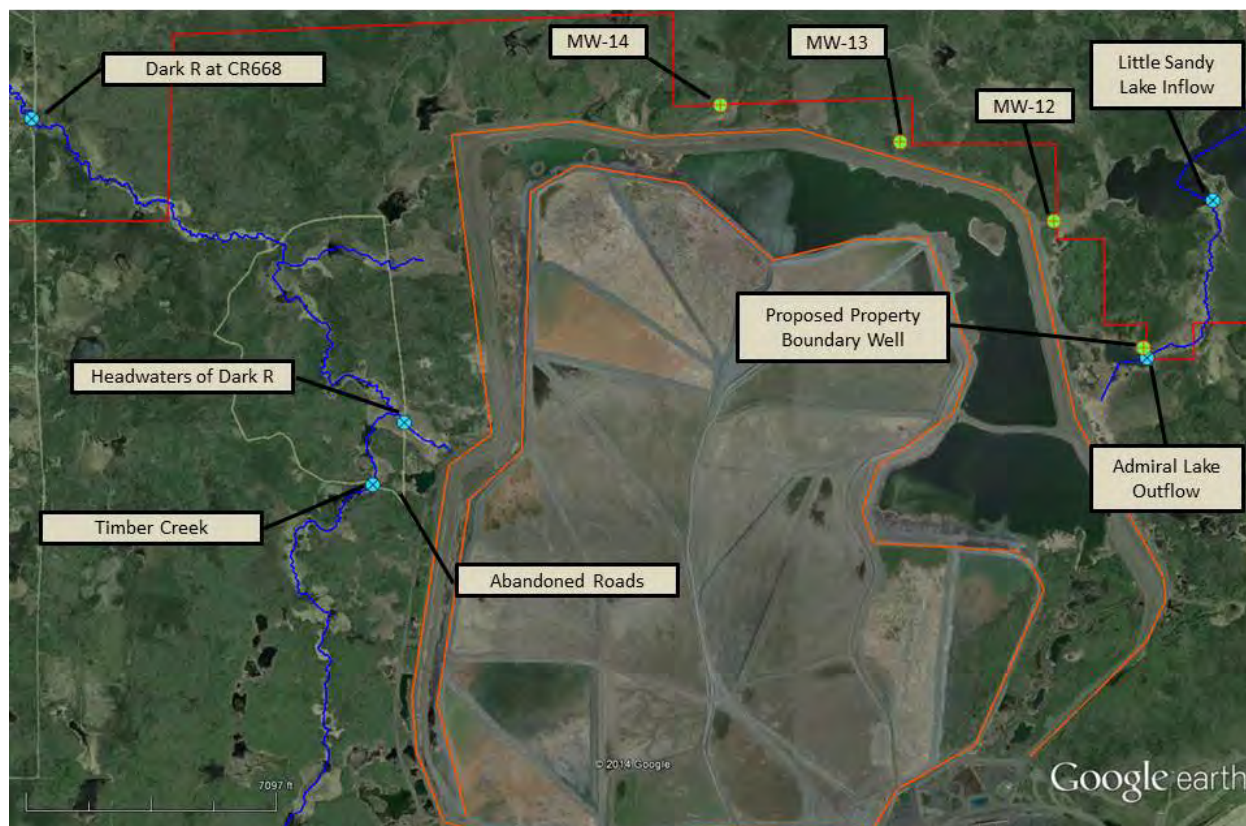 MW-14
MW-13
Dark R at CR668
Little Sandy
Lake Inflow
MW-12
Proposed Property
Boundary Well
Headwaters of Dark R
Admiral Lake
Outflow
Timber Creek
Abandoned Roads
© 2014 Google
7097 ft
Google earth